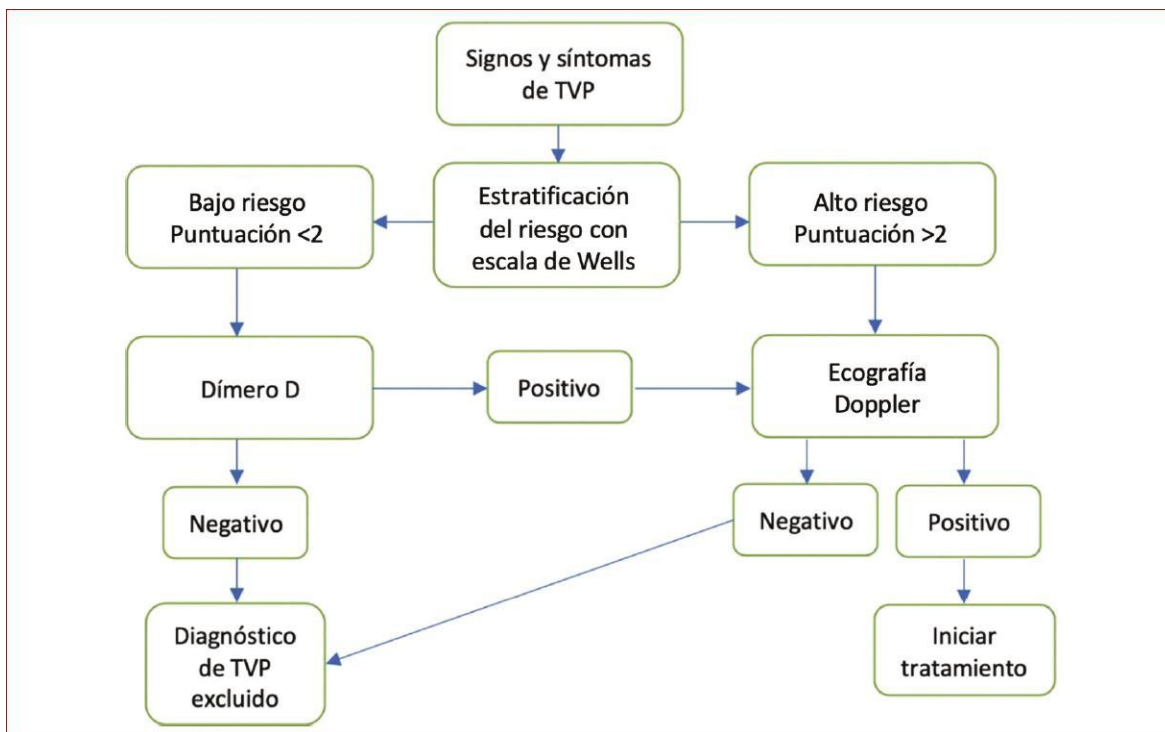 Signos y síntomas
de TVP
Bajo riesgo
Puntuación <2
Estratificación
del riesgo con
escala de Wells
Alto riesgo
Puntuación >2
Dímero D
Positivo
Ecografía
Doppler
Negativo
Negativo
Positivo
Diagnóstico
de TVP
excluido
Iniciar
tratamiento